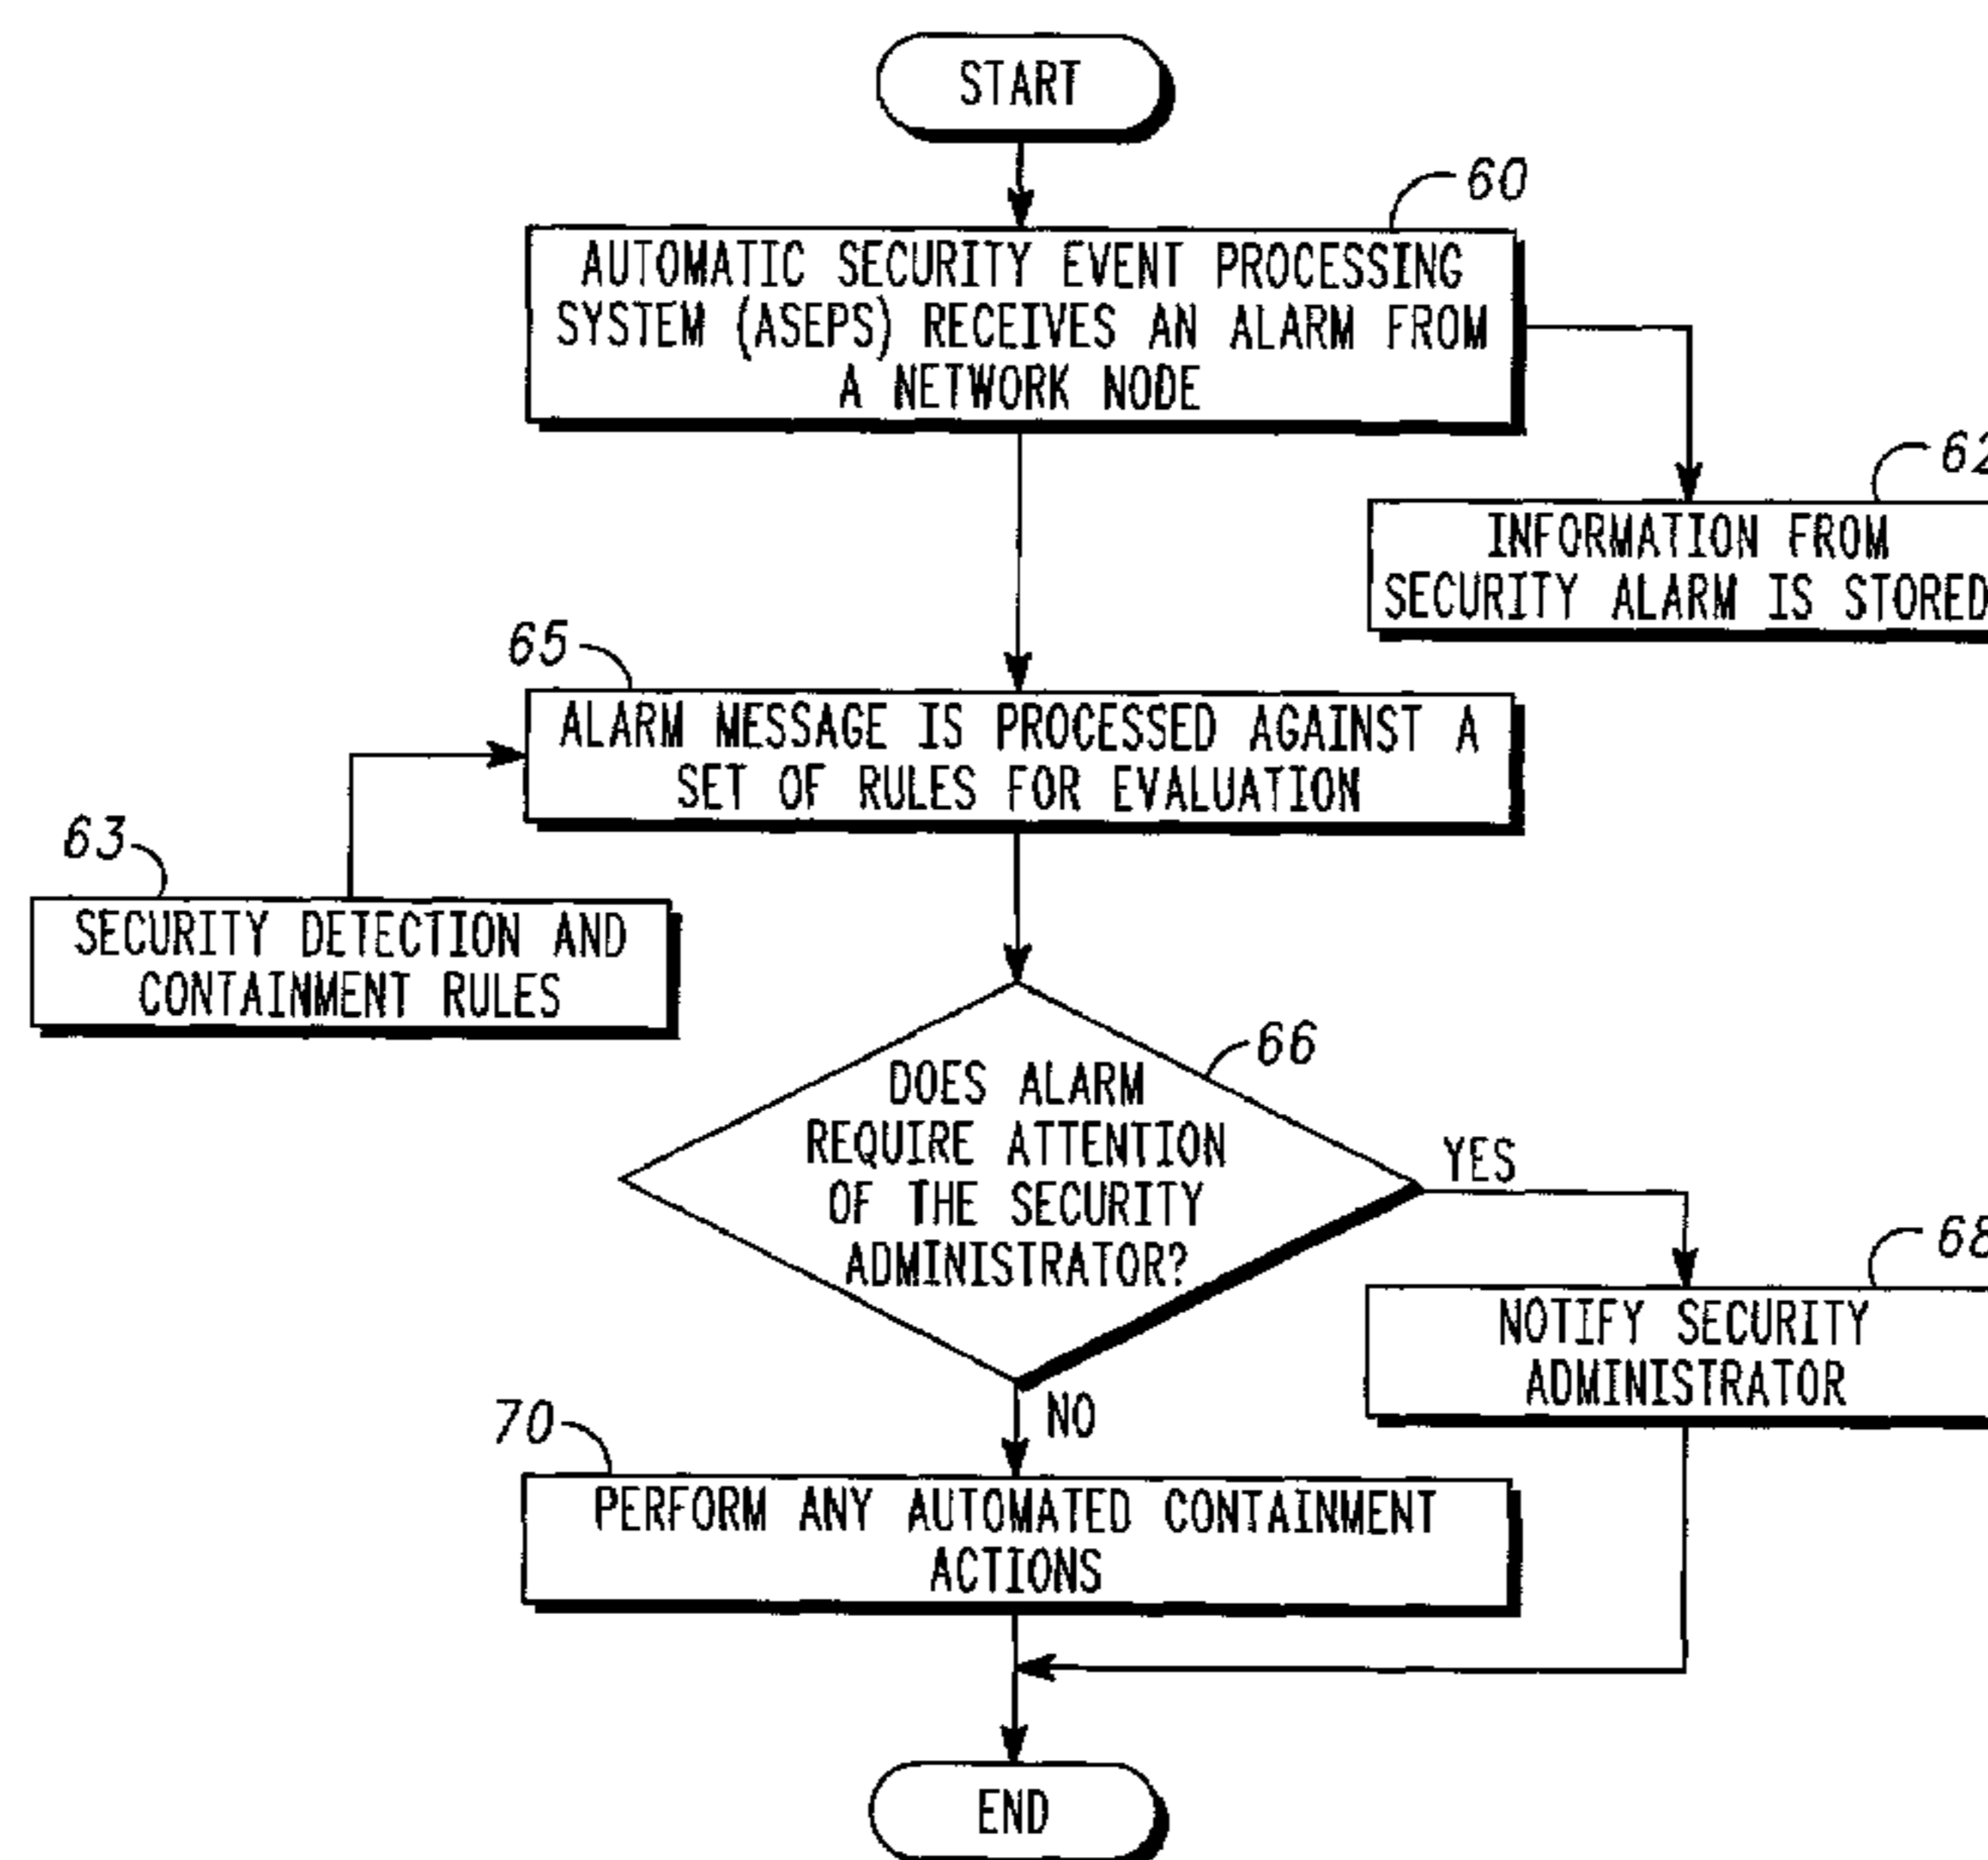 START
60
AUTOMATIC SECURITY EVENT PROCESSING
SYSTEM (ASEPS) RECEIVES AN ALARM FROM
A NETWORK NODE
62
INFORMATION FROM
SECURITY ALARM IS STORED
65
ALARM MESSAGE IS PROCESSED AGAINST A
SET OF RULES FOR EVALUATION
63
SECURITY DETECTION AND
CONTAINMENT RULES
66
DOES ALARM
REQUIRE ATTENTION
OF THE SECURITY
ADMINISTRATOR?
YES
68
NOTIFY SECURITY
ADMINISTRATOR
NO
70
PERFORM ANY AUTOMATED CONTAINMENT
ACTIONS
END